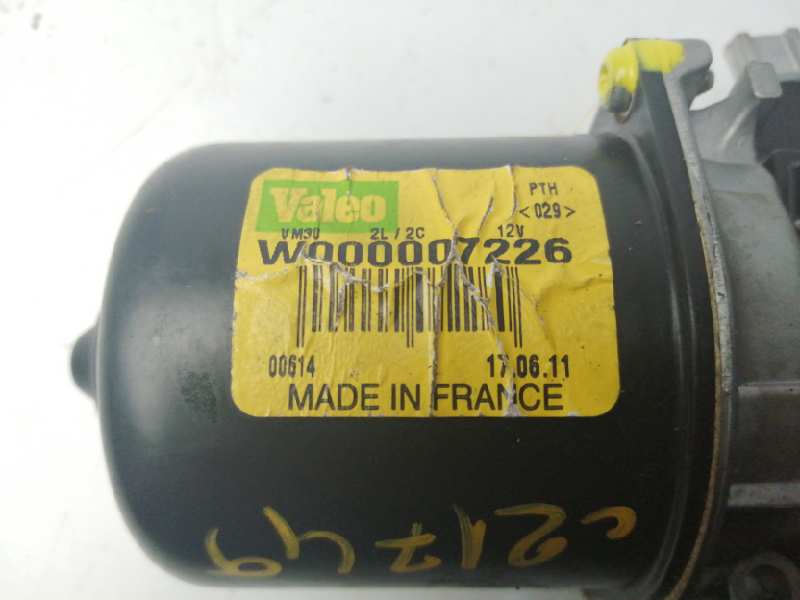 Valeo
PTH
<029>
VM30 2L / 2C 12V
W000007226
00614 17.06.11
MADE IN FRANCE
C21749